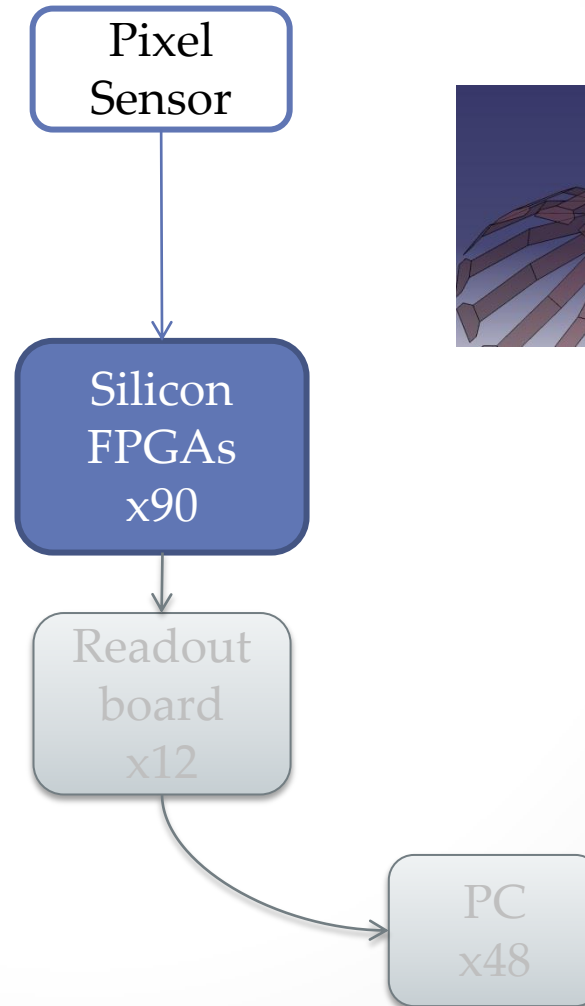 Pixel
Sensor
Silicon
FPGAs
x90
Readout
board
x12
PC
x48